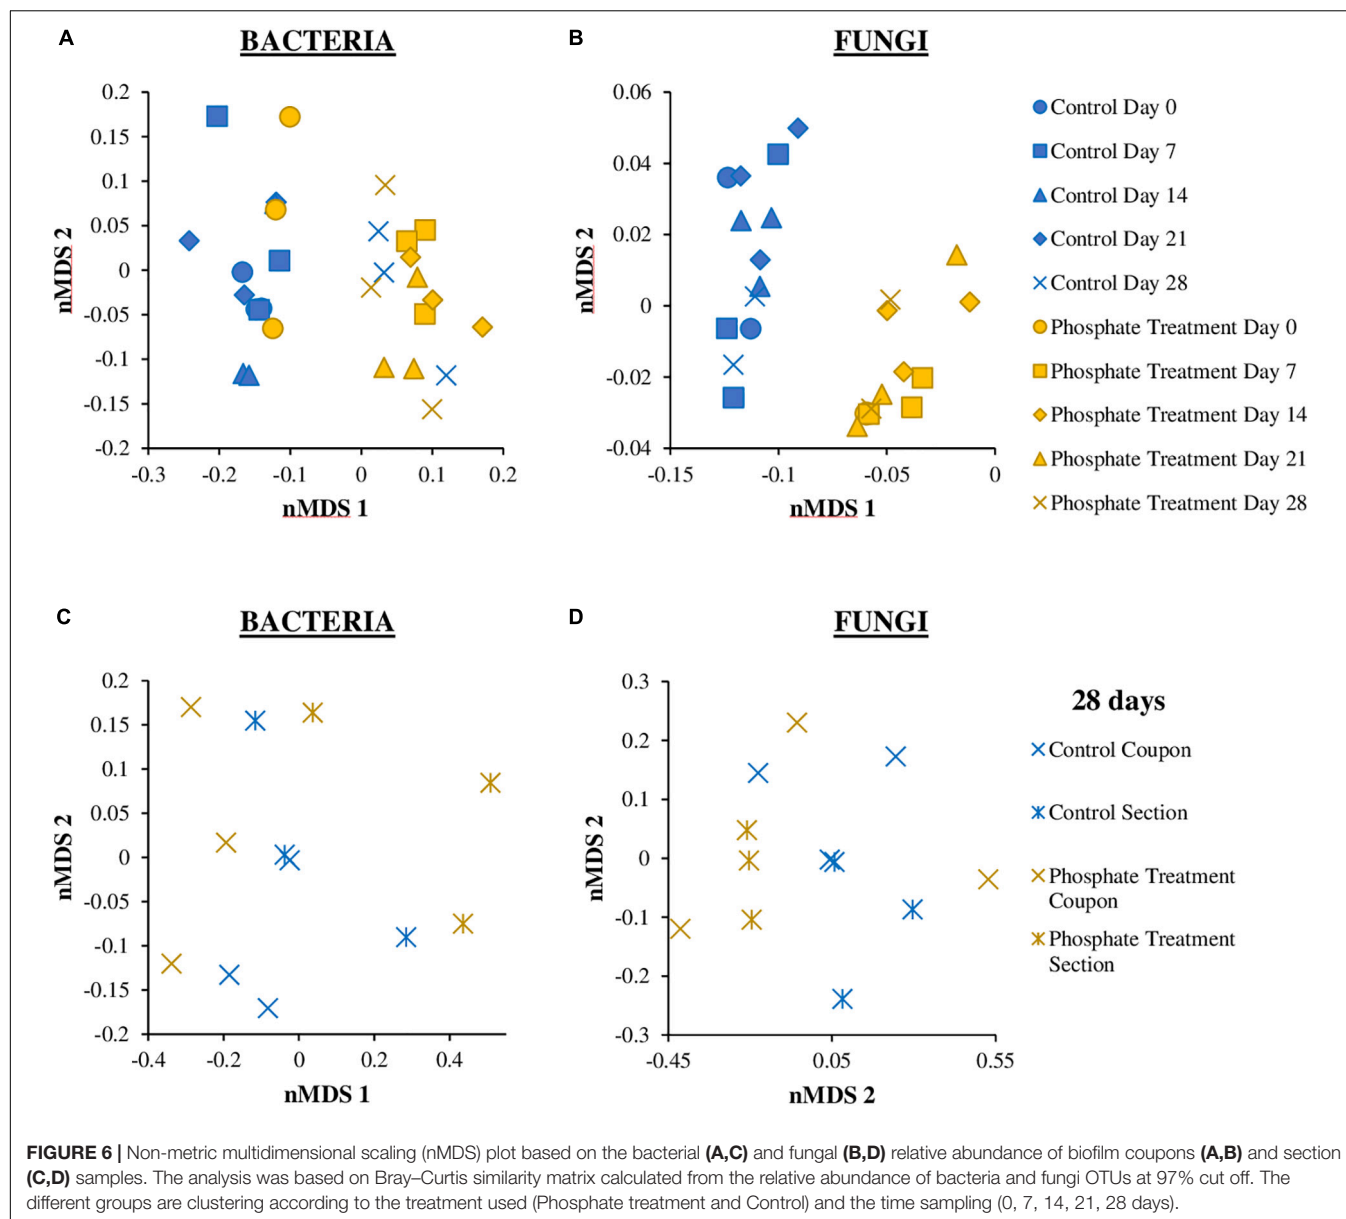 A
BACTERIA
B
FUNGI
0.2
0.15
0.1
0.05
0
-0.05
-0.1
-0.15
-0.2
nMDS 2
-0.3
-0.2
-0.1
0
0.1
0.2
nMDS 1
0.06
0.04
0.02
0
-0.02
-0.04
nMDS 2
-0.15
-0.1
-0.05
0
nMDS 1
Control Day 0
Control Day 7
Control Day 14
Control Day 21
Control Day 28
Phosphate Treatment Day 0
Phosphate Treatment Day 7
Phosphate Treatment Day 14
Phosphate Treatment Day 21
Phosphate Treatment Day 28
C
BACTERIA
D
FUNGI
0.2
0.15
0.1
0.05
0
-0.05
-0.1
-0.15
-0.2
nMDS 2
-0.4
-0.2
0
0.2
0.4
nMDS 1
0.3
0.2
0.1
0
-0.1
-0.2
-0.3
nMDS 2
-0.45
0.05
0.55
nMDS 2
28 days
Control Coupon
Control Section
Phosphate Treatment
Coupon
Phosphate Treatment
Section
FIGURE 6 | Non-metric multidimensional scaling (nMDS) plot based on the bacterial (A,C) and fungal (B,D) relative abundance of biofilm coupons (A,B) and section
(C,D) samples. The analysis was based on Bray–Curtis similarity matrix calculated from the relative abundance of bacteria and fungi OTUs at 97% cut off. The
different groups are clustering according to the treatment used (Phosphate treatment and Control) and the time sampling (0, 7, 14, 21, 28 days).